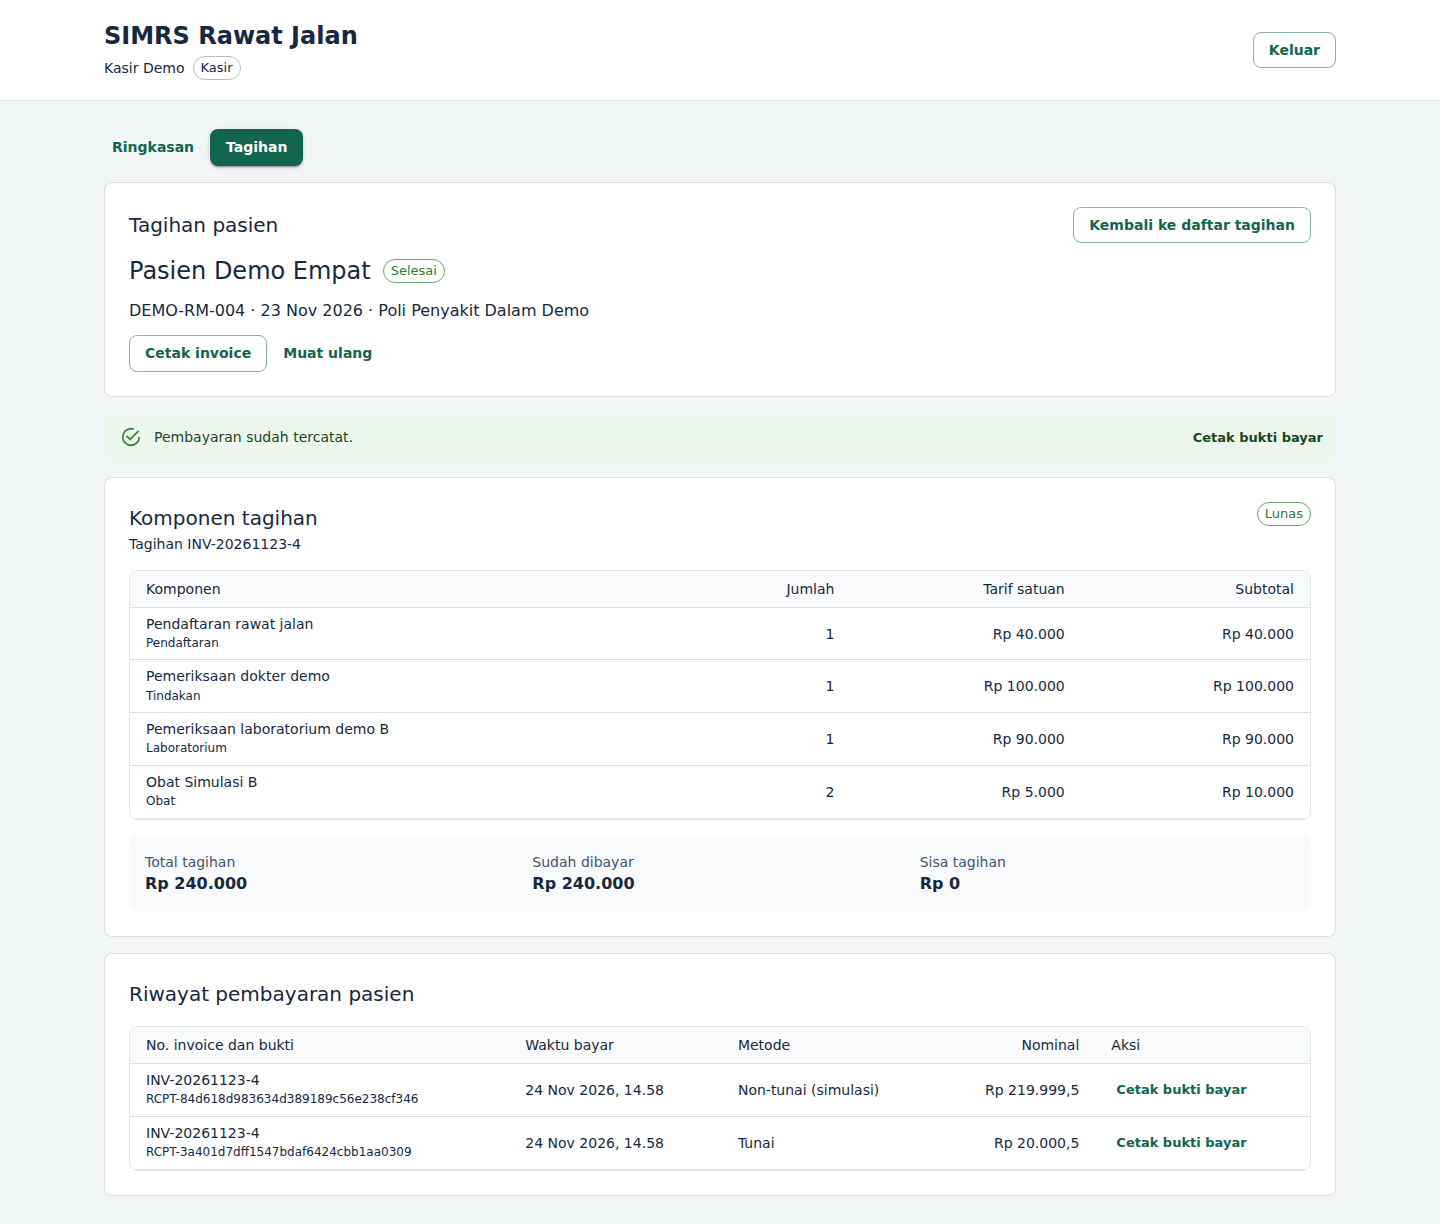 SIMRS Rawat Jalan
Kasir Demo Kasir
Keluar
Ringkasan Tagihan
Tagihan pasien
Kembali ke daftar tagihan
Pasien Demo Empat Selesai
DEMO-RM-004 · 23 Nov 2026 · Poli Penyakit Dalam Demo
Cetak invoice Muat ulang
Pembayaran sudah tercatat. Cetak bukti bayar
Komponen tagihan
Lunas
Tagihan INV-20261123-4
Komponen Jumlah Tarif satuan Subtotal
Pendaftaran rawat jalan
Pendaftaran
1 Rp 40.000 Rp 40.000
Pemeriksaan dokter demo
Tindakan
1 Rp 100.000 Rp 100.000
Pemeriksaan laboratorium demo B
Laboratorium
1 Rp 90.000 Rp 90.000
Obat Simulasi B
Obat
2 Rp 5.000 Rp 10.000
Total tagihan Sudah dibayar Sisa tagihan
Rp 240.000 Rp 240.000 Rp 0
Riwayat pembayaran pasien
No. invoice dan bukti Waktu bayar Metode Nominal Aksi
INV-20261123-4
RCPT-84d618d983634d389189c56e238cf346
24 Nov 2026, 14.58 Non-tunai (simulasi) Rp 219.999,5 Cetak bukti bayar
INV-20261123-4
RCPT-3a401d7dff1547bdaf6424cbb1aa0309
24 Nov 2026, 14.58 Tunai Rp 20.000,5 Cetak bukti bayar